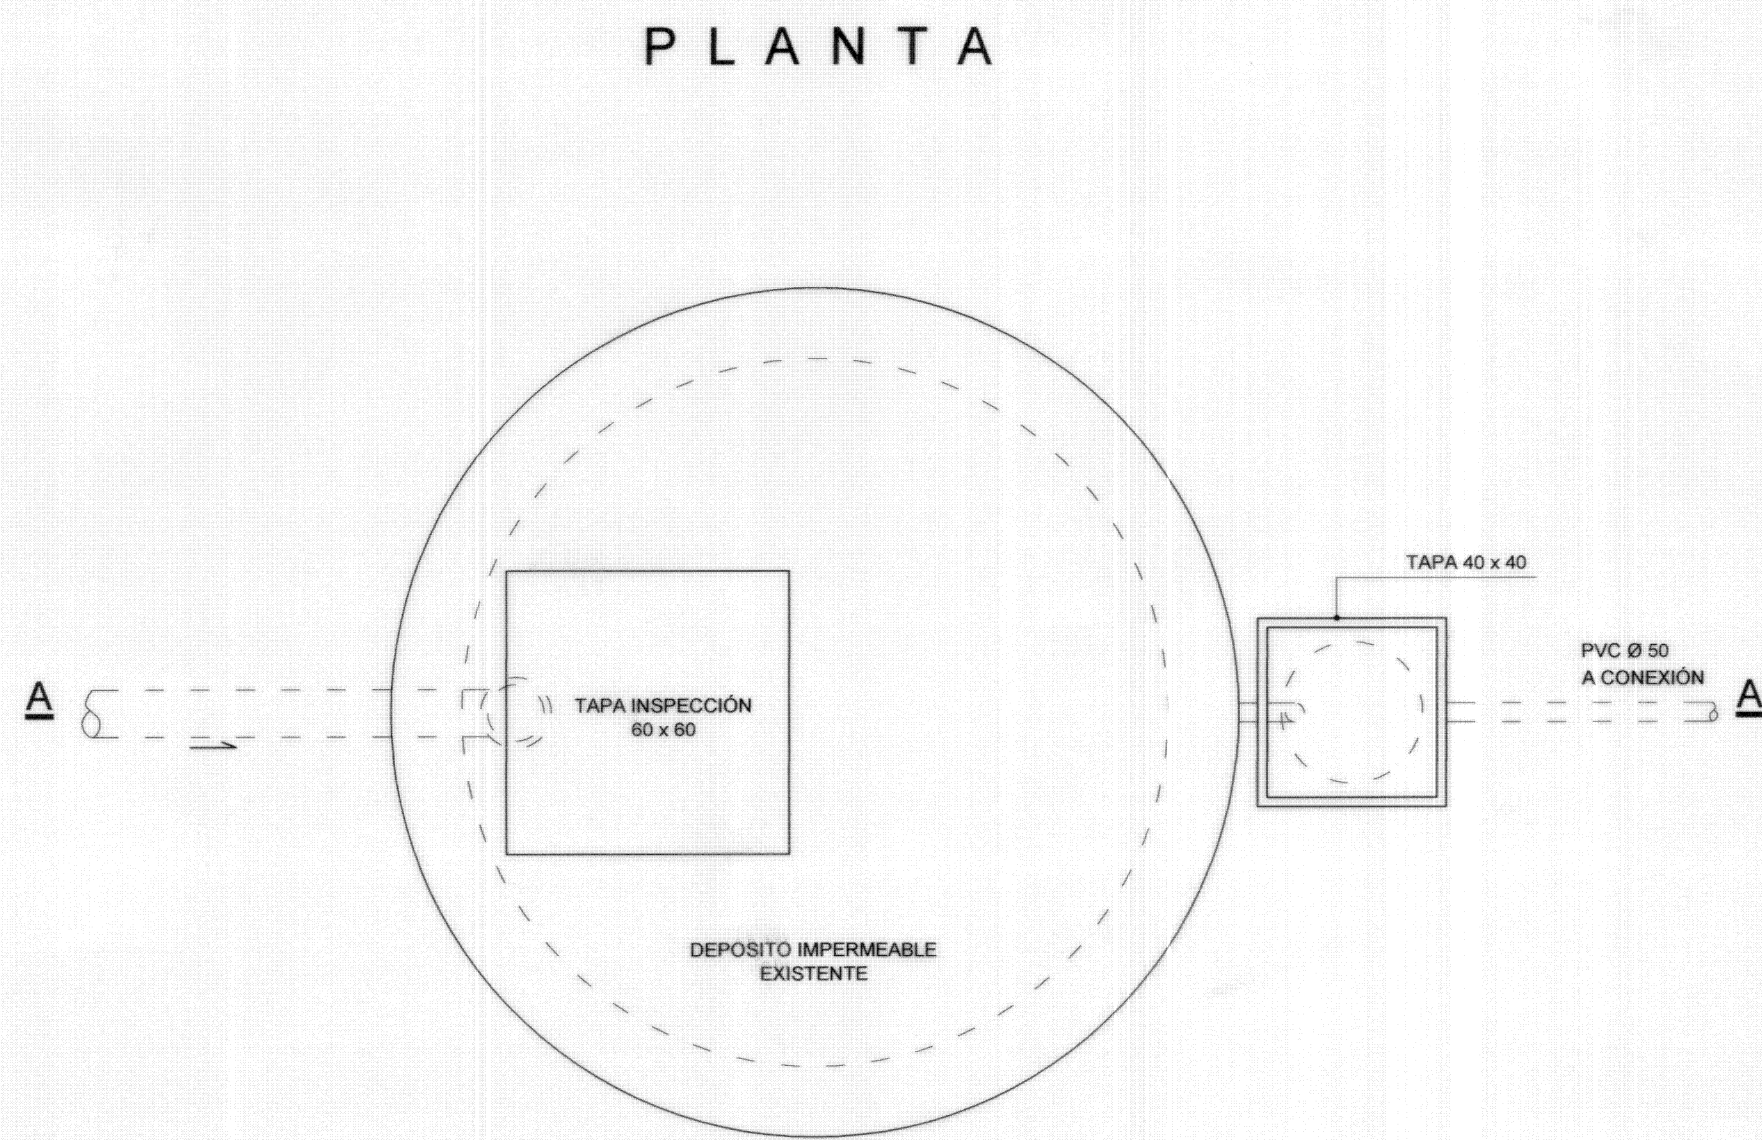 P L A N T A
TAPA 40 x 40
PVC Ø 50
A CONEXIÓN
A
A
TAPA INSPECCIÓN
60 x 60
DEPOSITO IMPERMEABLE
EXISTENTE